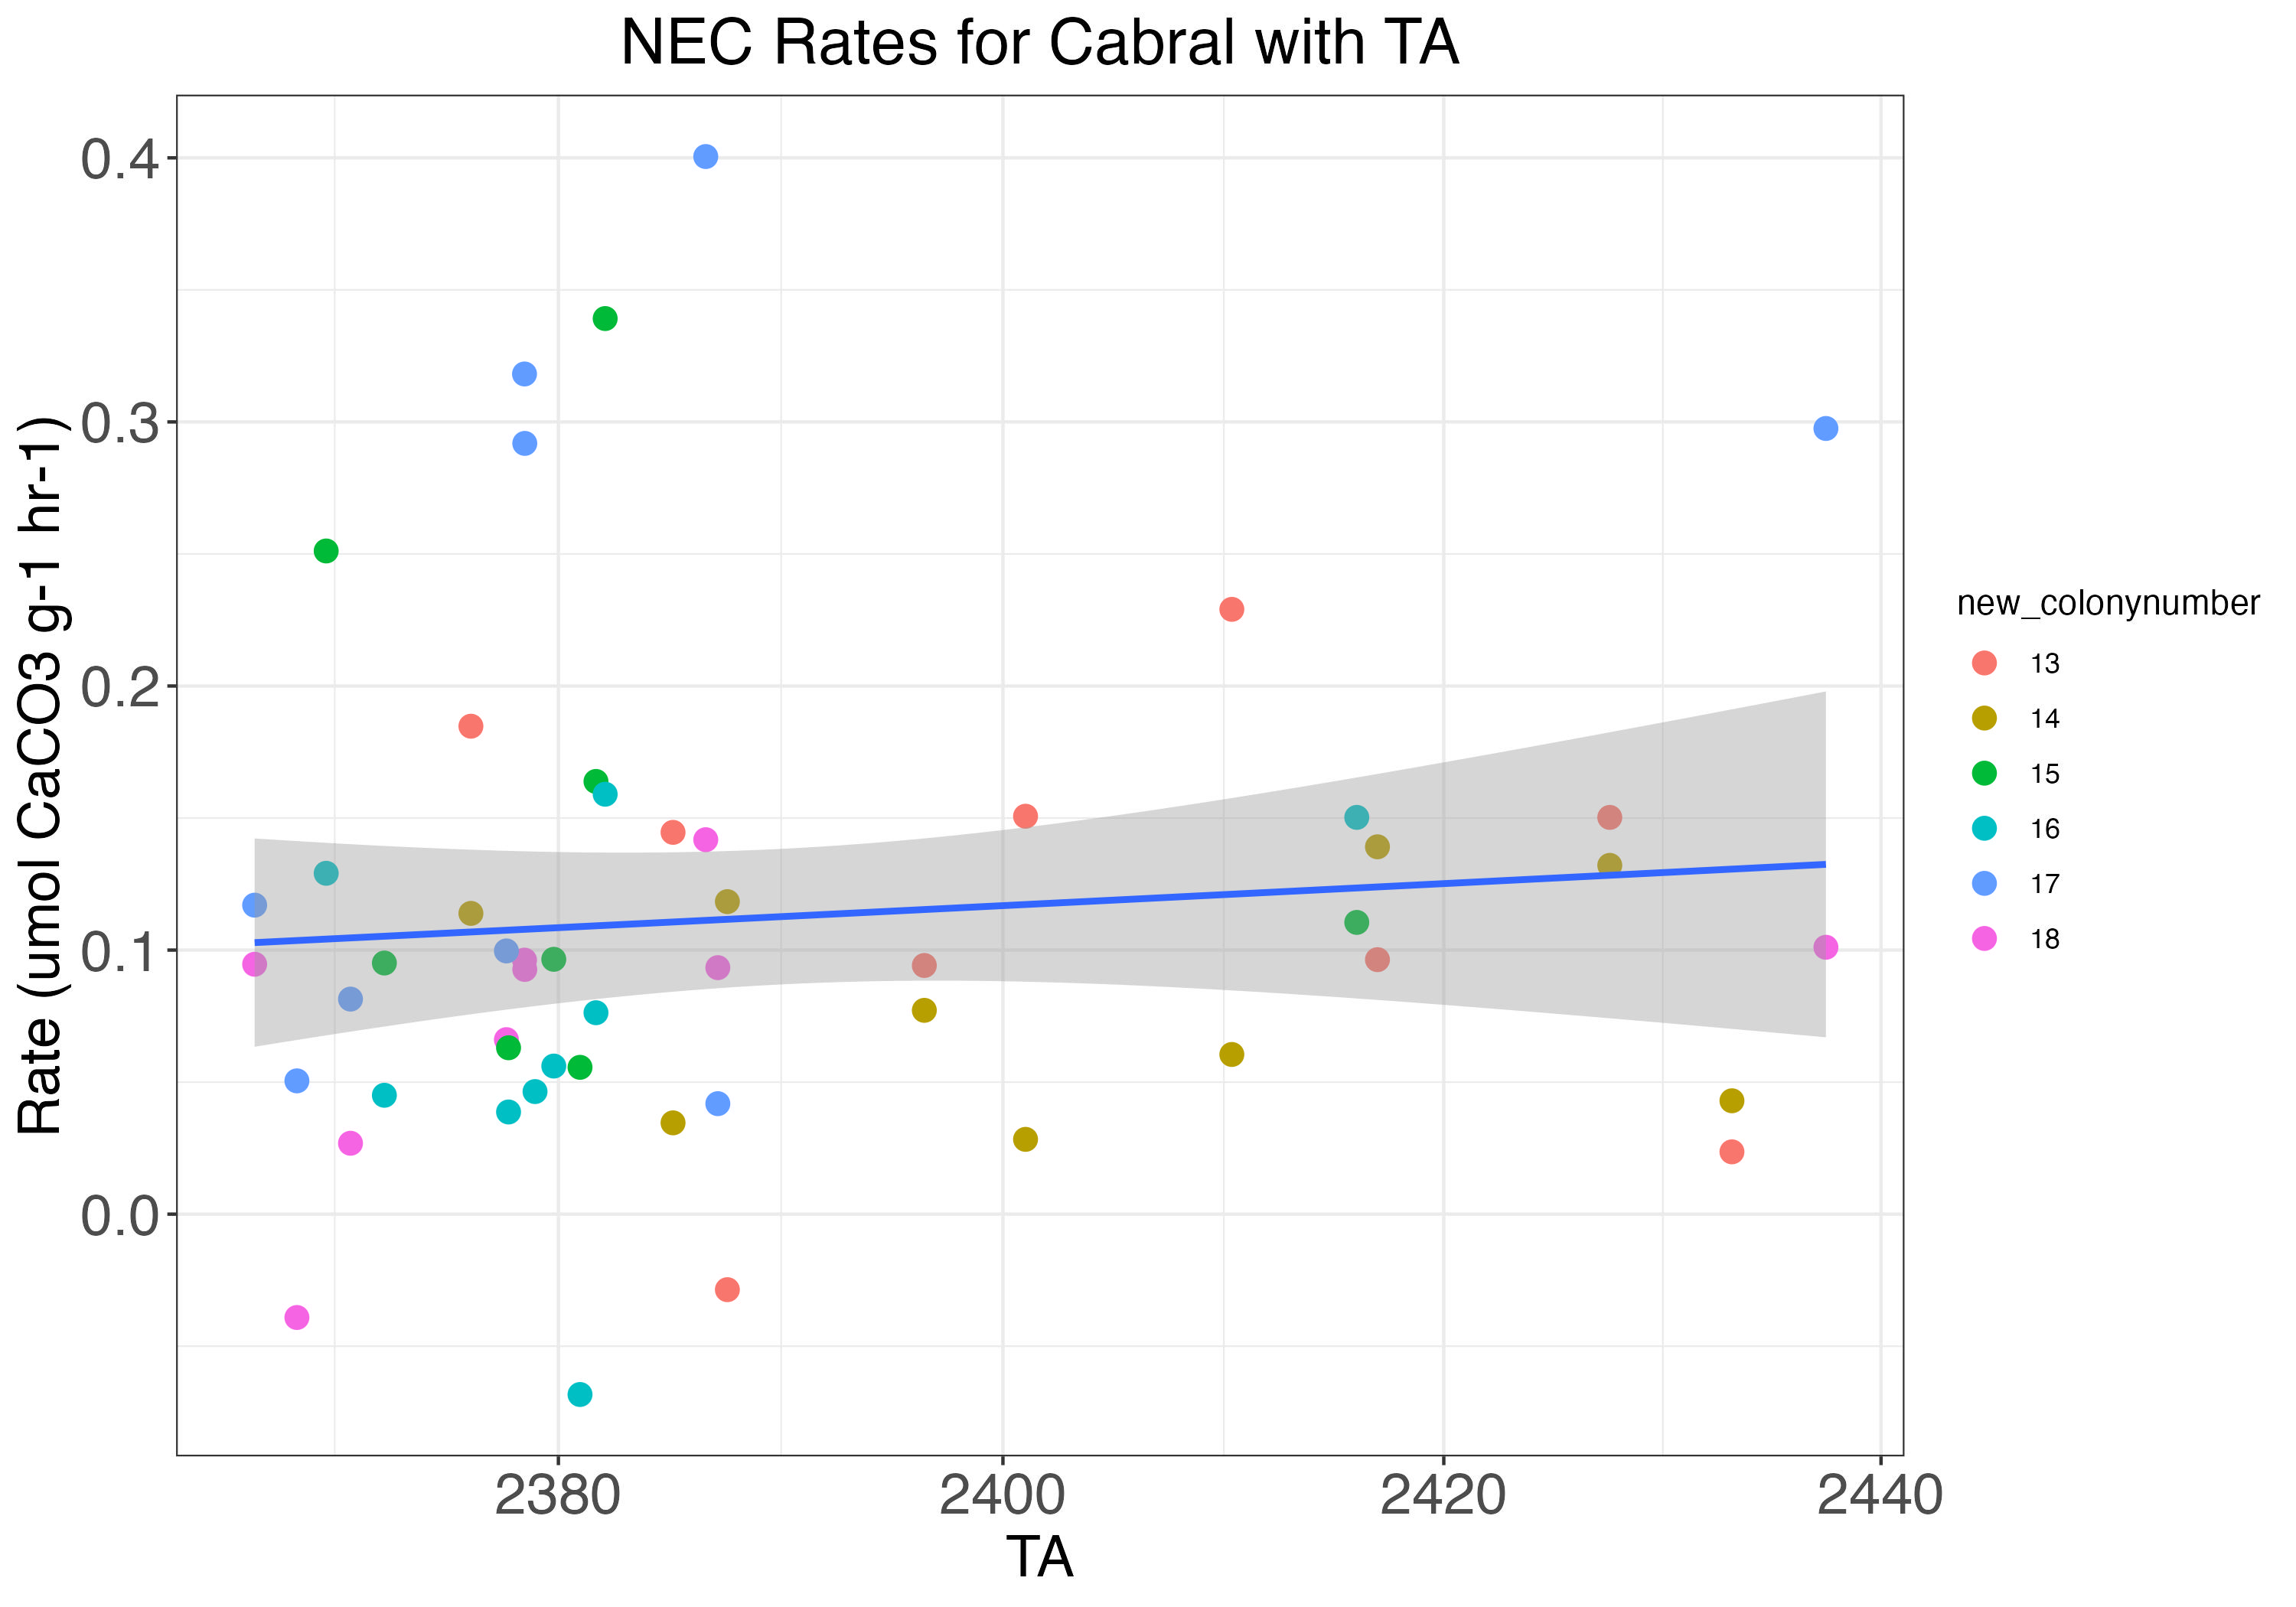 NEC Rates for Cabral with TA
Rate (umol CaCO3 g-1 hr-1)
0.4
0.3
0.2
0.1
0.0
2380 2400 2420 2440
TA
new_colonynumber
13
14
15
16
17
18